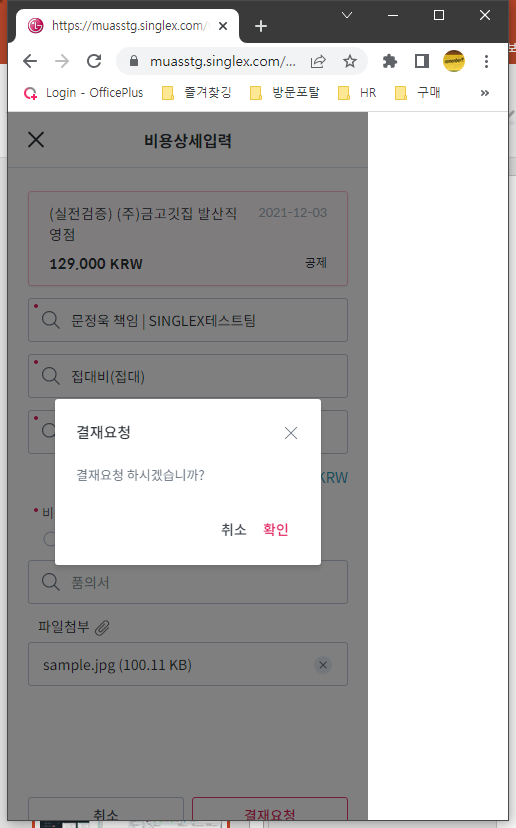 https://muasstg.singlex.com/
muasstg.singlex.com/...
Login - OfficePlus
즐겨찾깅
방문포탈
HR
구매
비용상세입력
(실전검증) (주)금고깃집 발산직
영점
2021-12-03
129,000 KRW
공제
문정욱 책임 | SINGLEX테스트팀
접대비(접대)
결재요청
결재요청 하시겠습니까?
KRW
비
취소
확인
품의서
파일첨부
sample.jpg (100.11 KB)
취소
결재요청